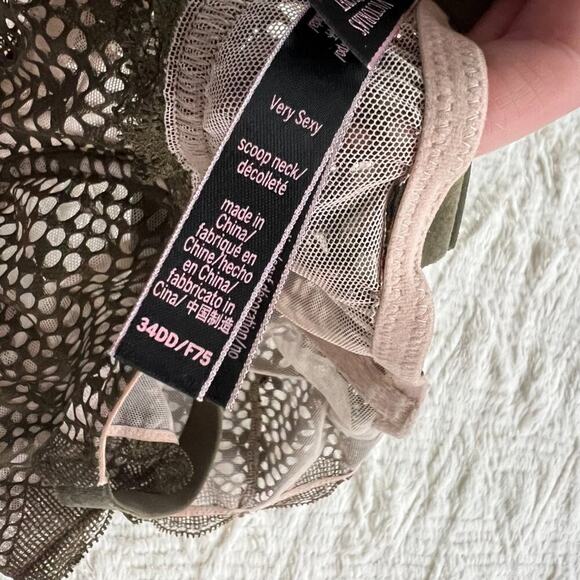 VICTORIA'S
Very Sexy
scoop neck/
décolleté
made in
China/
fabriqué en
Chine/hecho
en China/
fabbricato in
Cina/中国制造
34DD/F75